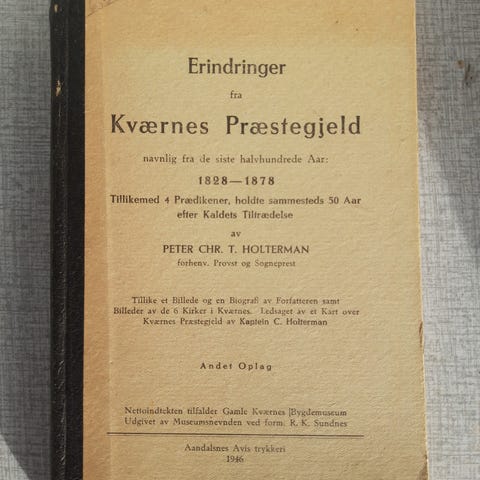 Erindringer
fra
Kværnes Præstegjeld
navnlig fra de siste halvhundrede Aar:
1828—1878
Tillikemed 4 Prædikener, holdte sammesteds 50 Aar
efter Kaldets Tiltrædelse
av
PETER CHR. T. HOLTERMAN
forhenv. Provst og Sogneprest
Tillike et Billede og en Biografi av Forfatteren samt
Billeder av de 6 Kirker i Kværnes. Ledsaget av et Kart over
Kværnes Præstegjeld av Kaptein C. Holterman
Andet Oplag
Nettoindtekten tilfalder Gamle Kværnes Bygdemuseum
Udgivet av Museumsnevnden ved form. R. K. Sundnes
Aandalsnes Avis trykkeri
1946